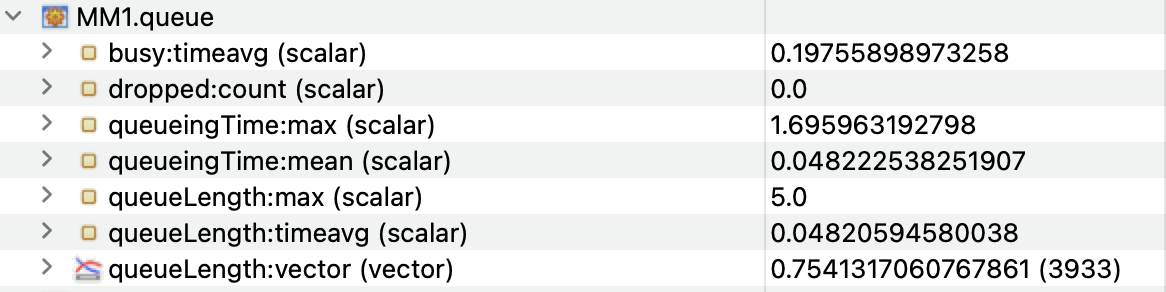 MM1.queue
busy:timeavg (scalar) 0.19755898973258
dropped:count (scalar) 0.0
queueingTime:max (scalar) 1.695963192798
queueingTime:mean (scalar) 0.048222538251907
queueLength:max (scalar) 5.0
queueLength:timeavg (scalar) 0.04820594580038
queueLength:vector (vector) 0.7541317060767861 (3933)